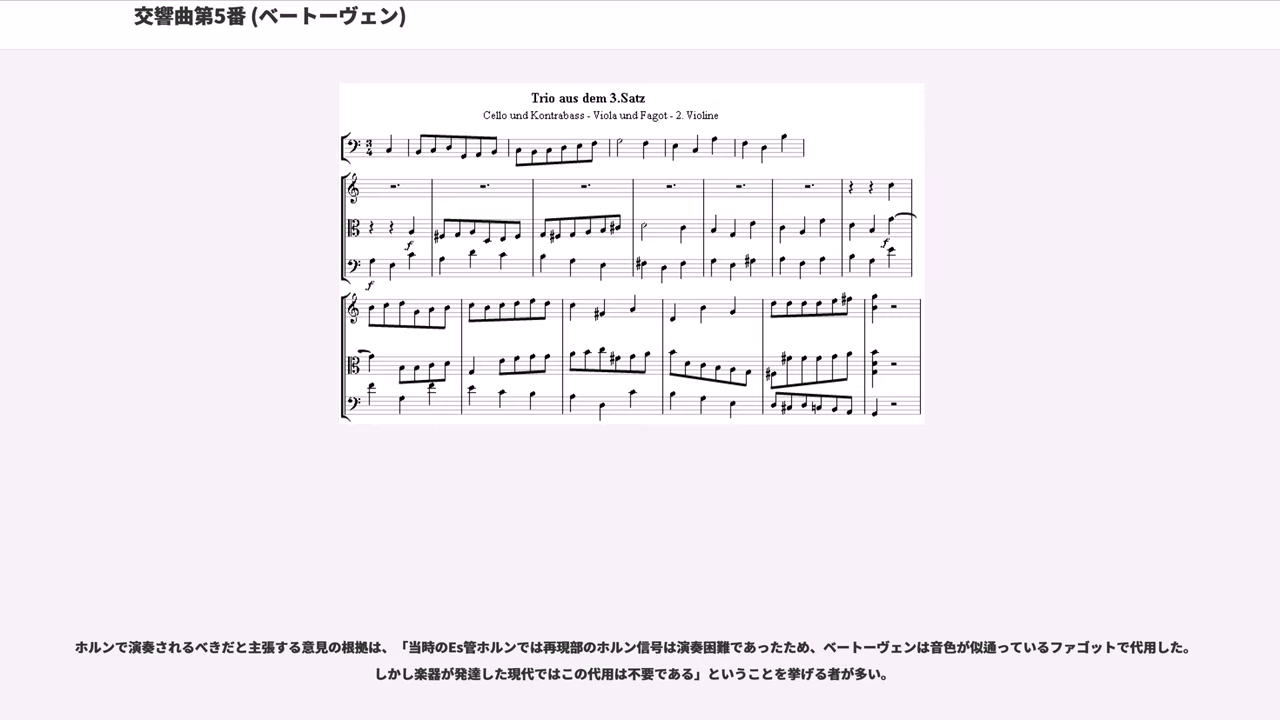 交響曲第5番 (ベートーヴェン)
Trio aus dem 3.Satz
Cello und Kontrabass - Viola und Fagot - 2. Violine
3
4
f
f
f
ホルンで演奏されるべきだと主張する意見の根拠は、「当時のEs管ホルンでは再現部のホルン信号は演奏困難であったため、ベートーヴェンは音色が似通っているファゴットで代用した。
しかし楽器が発達した現代ではこの代用は不要である」ということを挙げる者が多い。